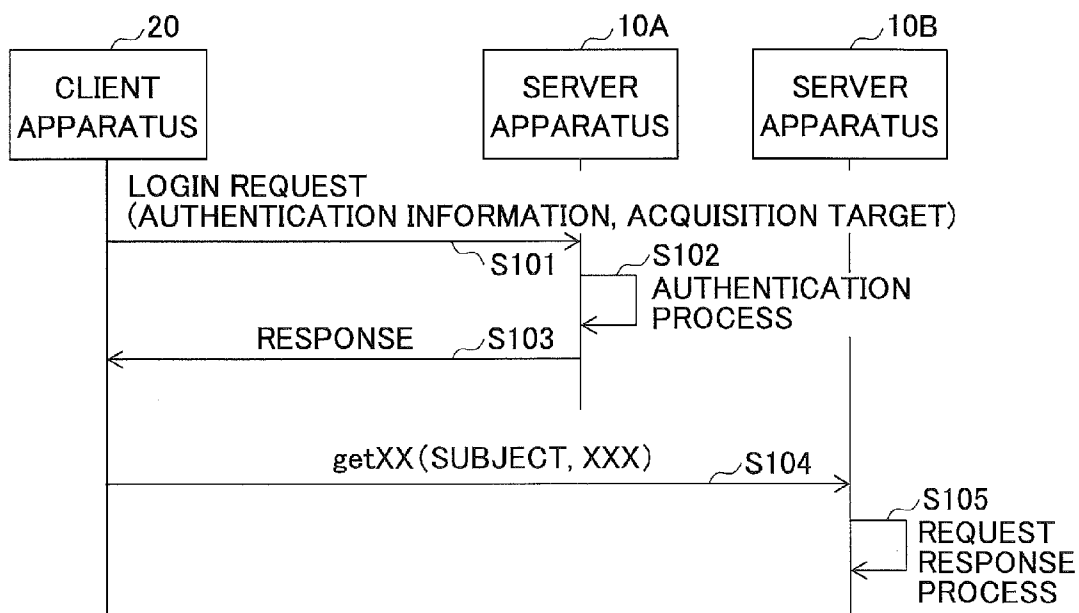 20
10A
10B
CLIENT
APPARATUS
SERVER
APPARATUS
SERVER
APPARATUS
LOGIN REQUEST
(AUTHENTICATION INFORMATION, ACQUISITION TARGET)
S101
S102
AUTHENTICATION
PROCESS
RESPONSE
S103
getXX(SUBJECT, XXX)
S104
S105
REQUEST
RESPONSE
PROCESS